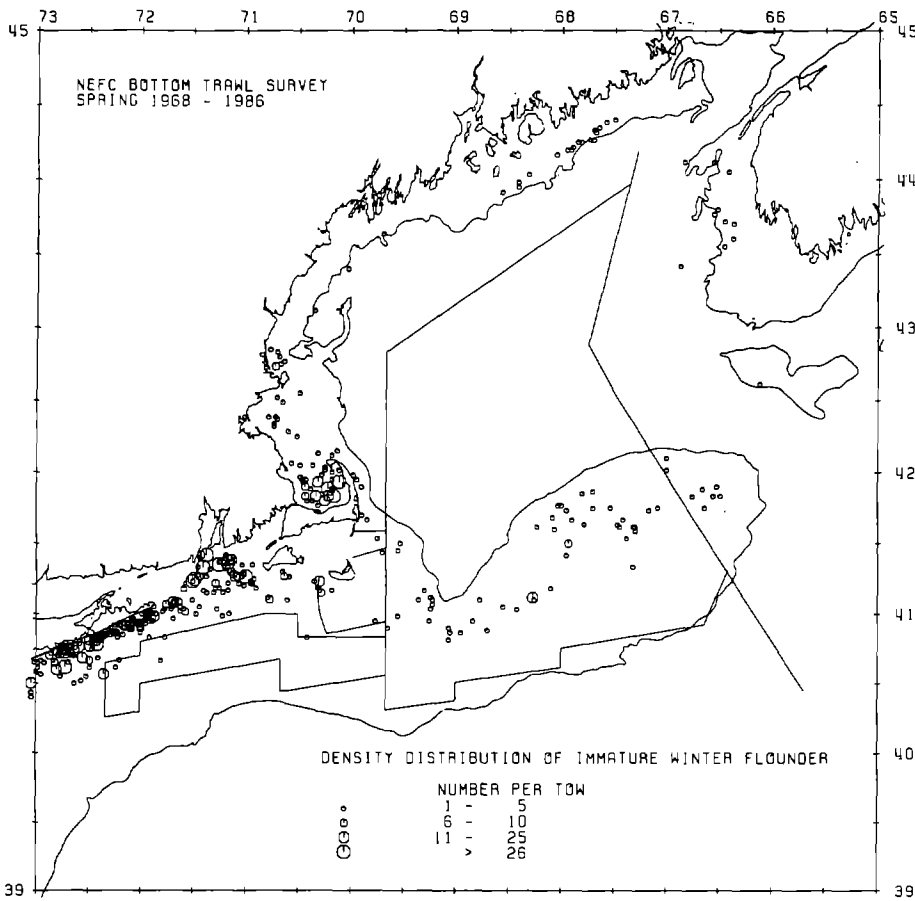 73 72 71 70 69 68 67 66 65
45 45
NEFC BOTTOM TRAWL SURVEY
SPRING 1968 - 1986
44
43
42
41
40
DENSITY DISTRIBUTION OF IMMATURE WINTER FLOUNDER
NUMBER PER TOW
1 - 5
6 - 10
11 - 25
> 26
39 39